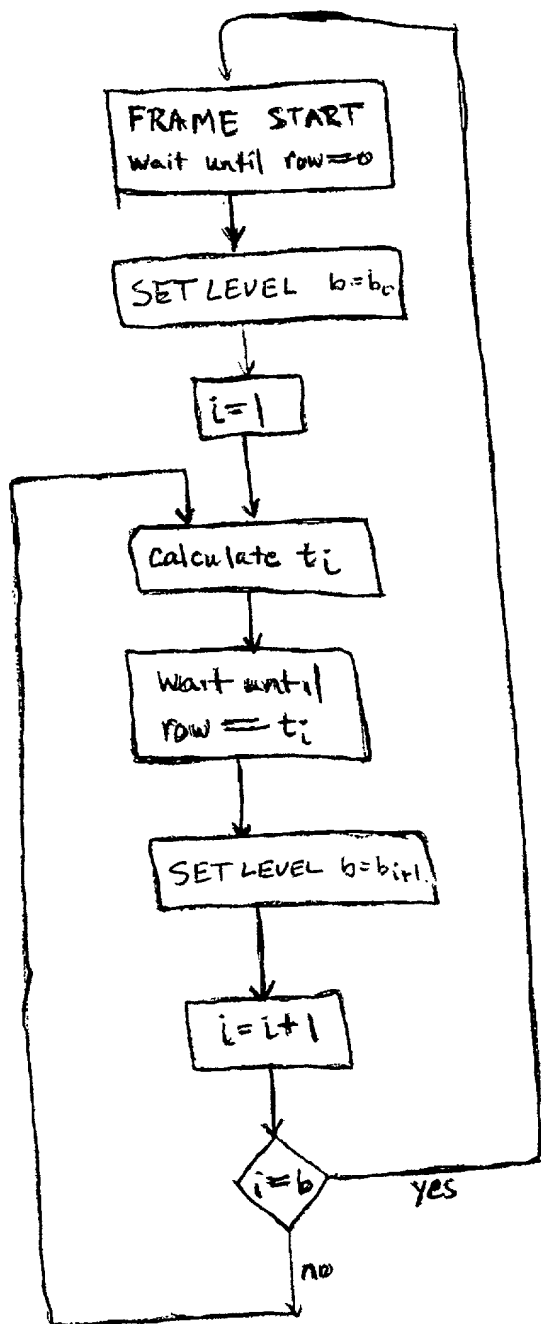 FRAME START
wait until row=0
SET LEVEL b=b₀
i=1
calculate tᵢ
wait until
row = tᵢ
SET LEVEL b=bᵢ₊₁.
i=i+1
i=b
yes
no